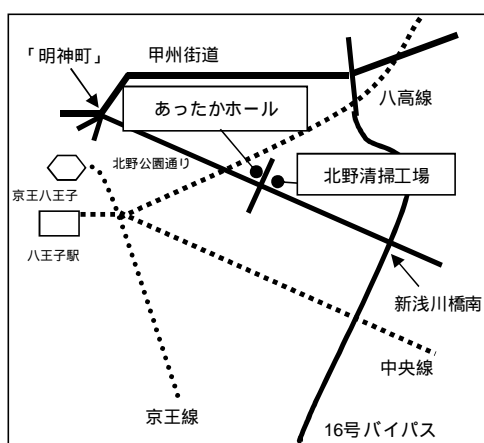 「明神町」
甲州街道
八高線
あったかホール
北野公園通り
北野清掃工場
京王八王子
八王子駅
新浅川橋南
中央線
京王線
16号バイパス